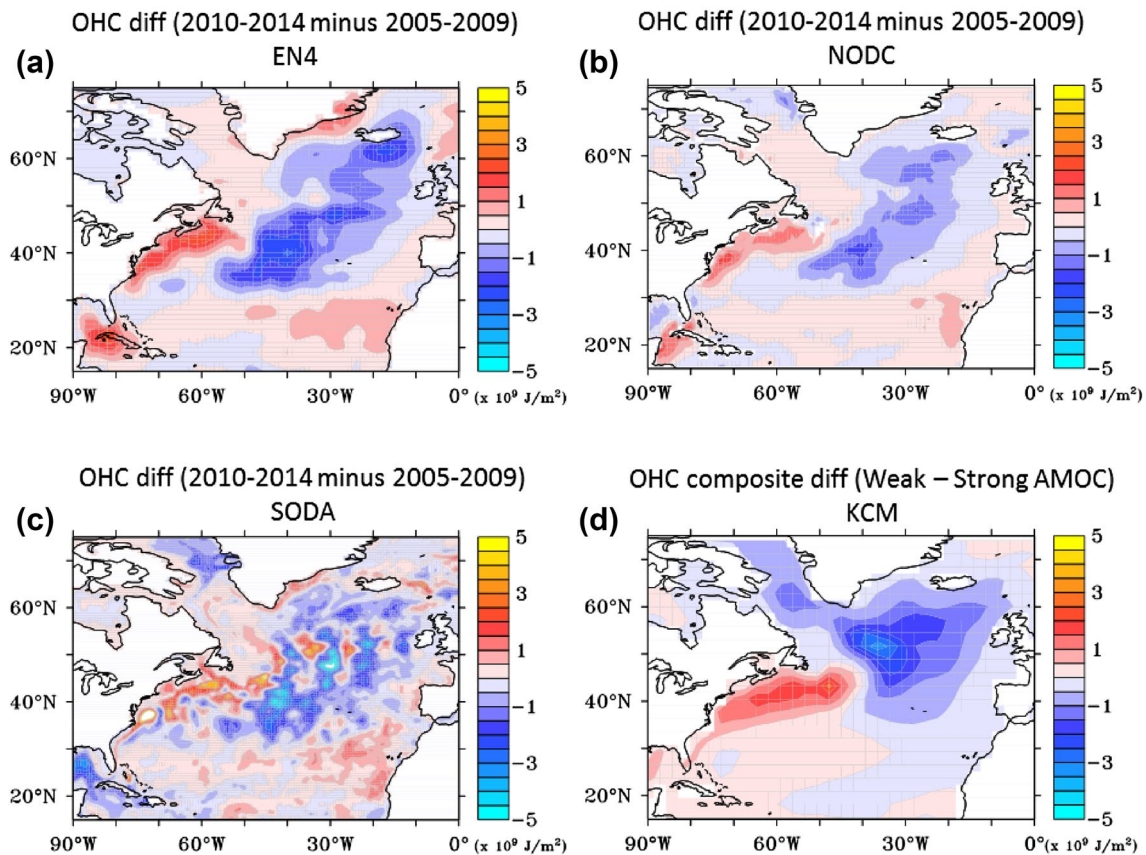 OHC diff (2010-2014 minus 2005-2009)
EN4
(a)
60°N
40°N
20°N
90°W 60°W 30°W 0° (x 10⁹ J/m²)
5
3
1
−1
−3
−5
OHC diff (2010-2014 minus 2005-2009)
NODC
(b)
60°N
40°N
20°N
90°W 60°W 30°W 0° (x 10⁹ J/m²)
5
3
1
−1
−3
−5
OHC diff (2010-2014 minus 2005-2009)
SODA
(c)
60°N
40°N
20°N
90°W 60°W 30°W 0° (x 10⁹ J/m²)
5
3
1
−1
−3
−5
OHC composite diff (Weak – Strong AMOC)
KCM
(d)
60°N
40°N
20°N
90°W 60°W 30°W 0° (x 10⁹ J/m²)
5
3
1
−1
−3
−5